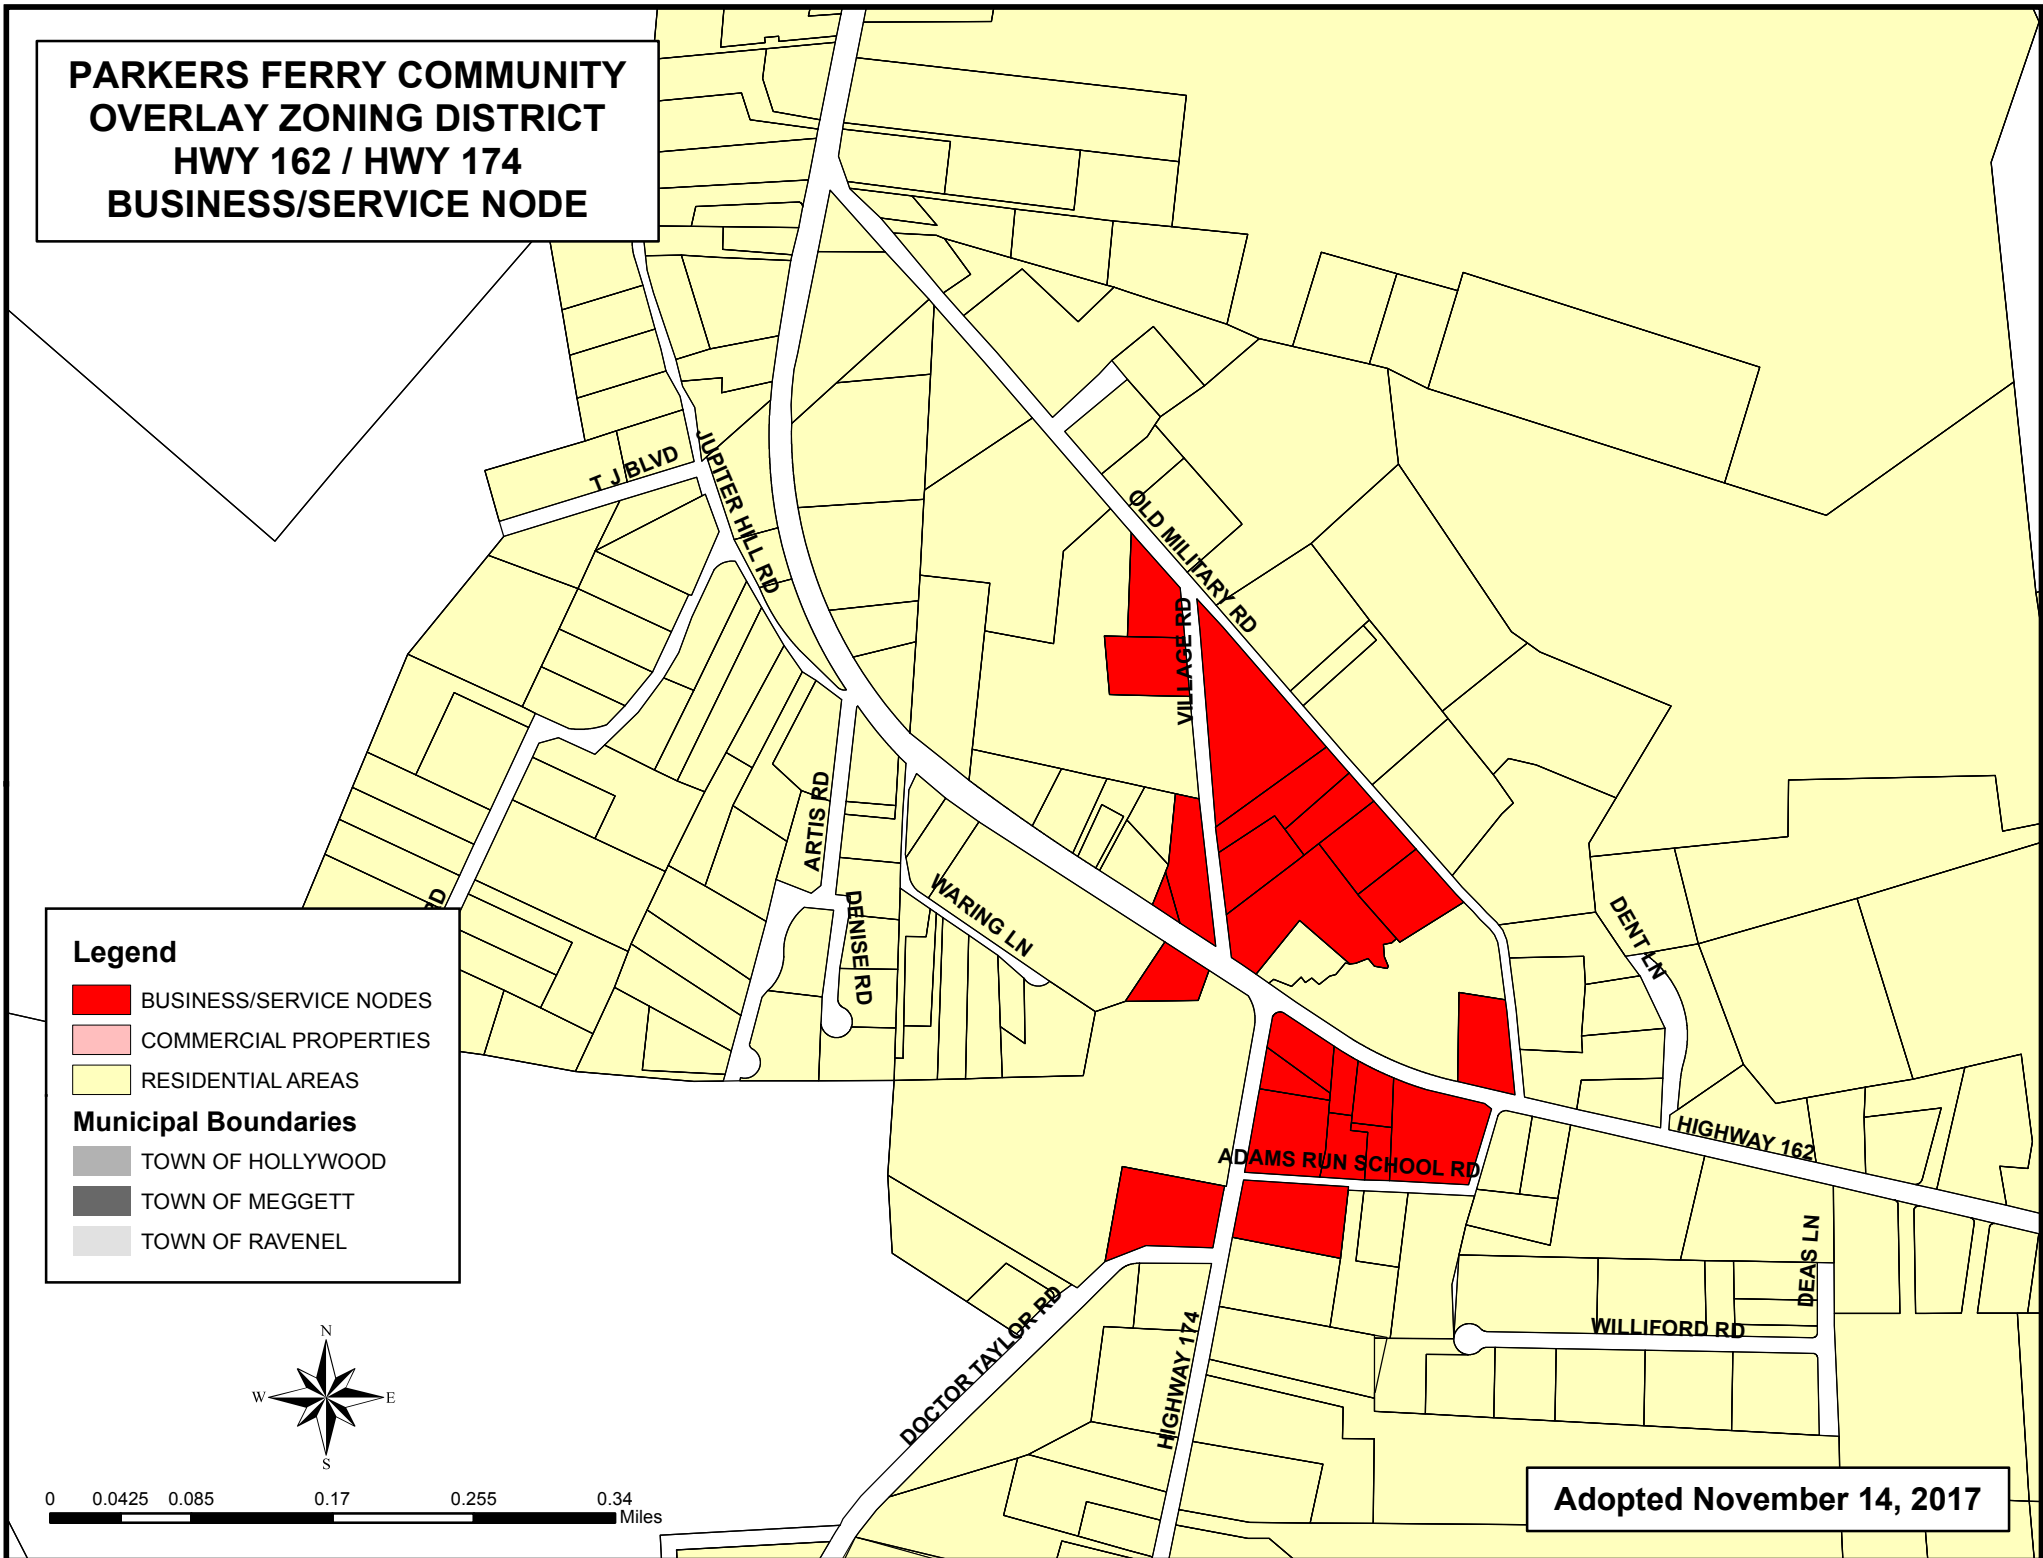 PARKERS FERRY COMMUNITY
OVERLAY ZONING DISTRICT
HWY 162 / HWY 174
BUSINESS/SERVICE NODE
T J BLVD
JUPITER HILL RD
OLD MILITARY RD
VILLAGE RD
ARTIS RD
DENISE RD
WARING LN
DENT LN
HIGHWAY 162
ADAMS RUN SCHOOL RD
DEAS LN
WILLIFORD RD
DOCTOR TAYLOR RD
HIGHWAY 174
RD
Legend
BUSINESS/SERVICE NODES
COMMERCIAL PROPERTIES
RESIDENTIAL AREAS
Municipal Boundaries
TOWN OF HOLLYWOOD
TOWN OF MEGGETT
TOWN OF RAVENEL
N
W E
S
0 0.0425 0.085 0.17 0.255 0.34
Miles
Adopted November 14, 2017